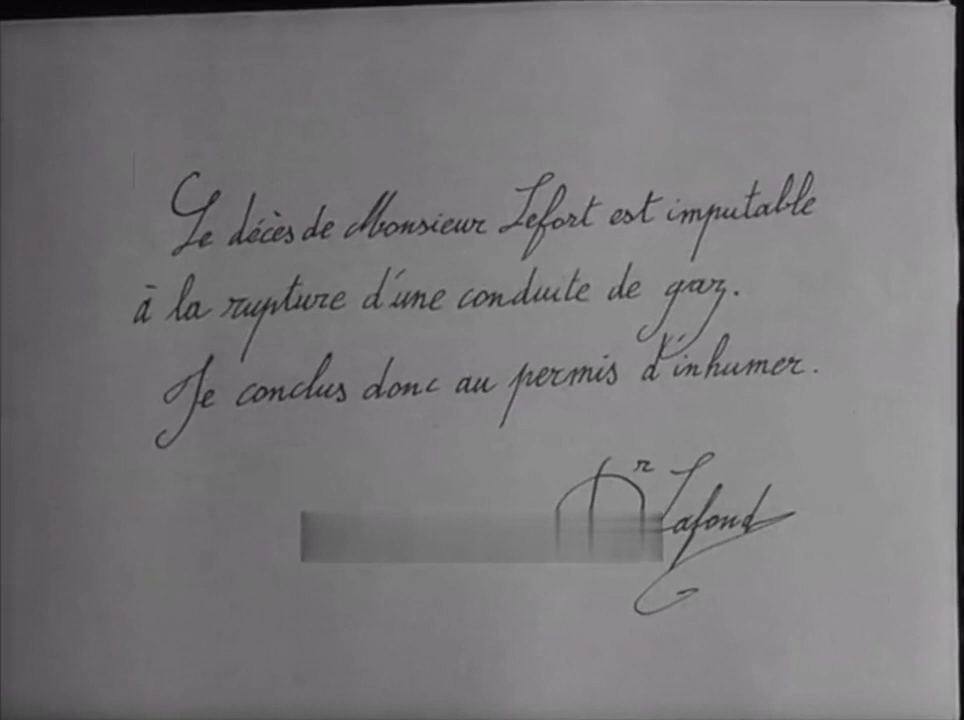 Le décès de Monsieur Lefort est imputable
à la rupture d'une conduite de gaz.
Je conclus donc au permis d'inhumer.
Dr Lafond